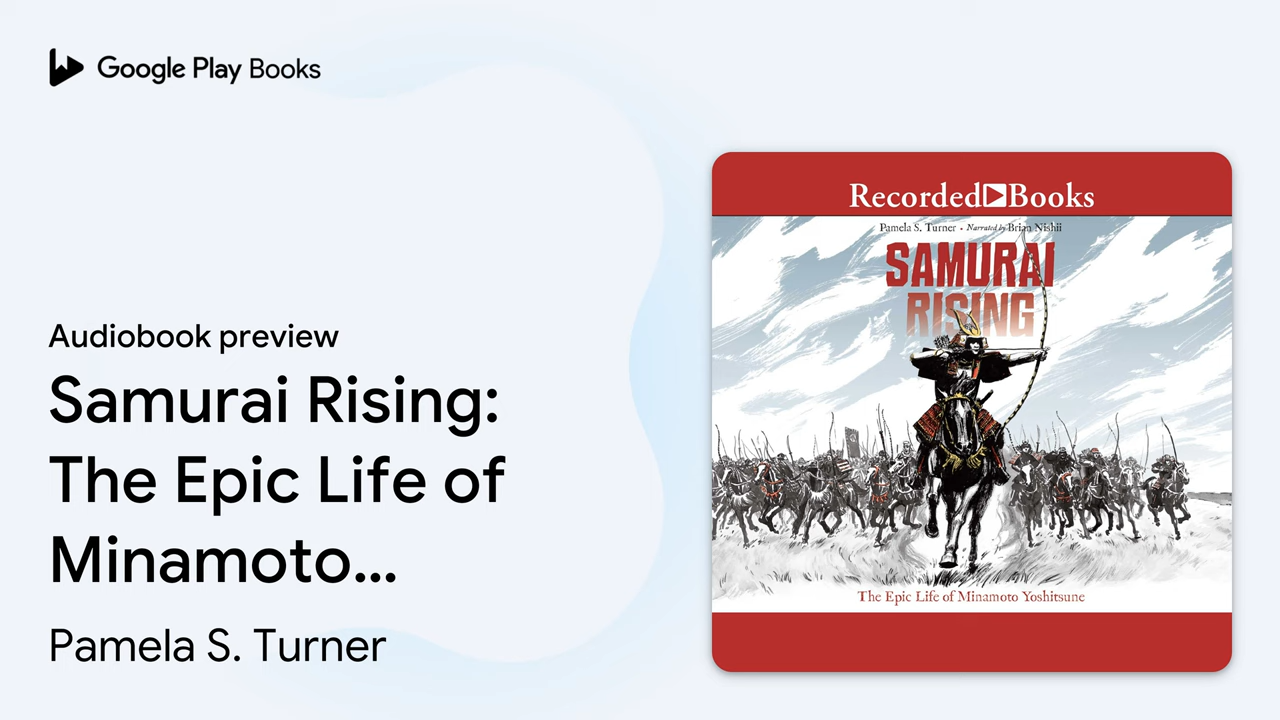 Google Play Books
Audiobook preview
Samurai Rising:
The Epic Life of
Minamoto...
Pamela S. Turner
Recorded Books
Pamela S. Turner - Narrated by Brian Nishii
SAMURAI
RISING
The Epic Life of Minamoto Yoshitsune